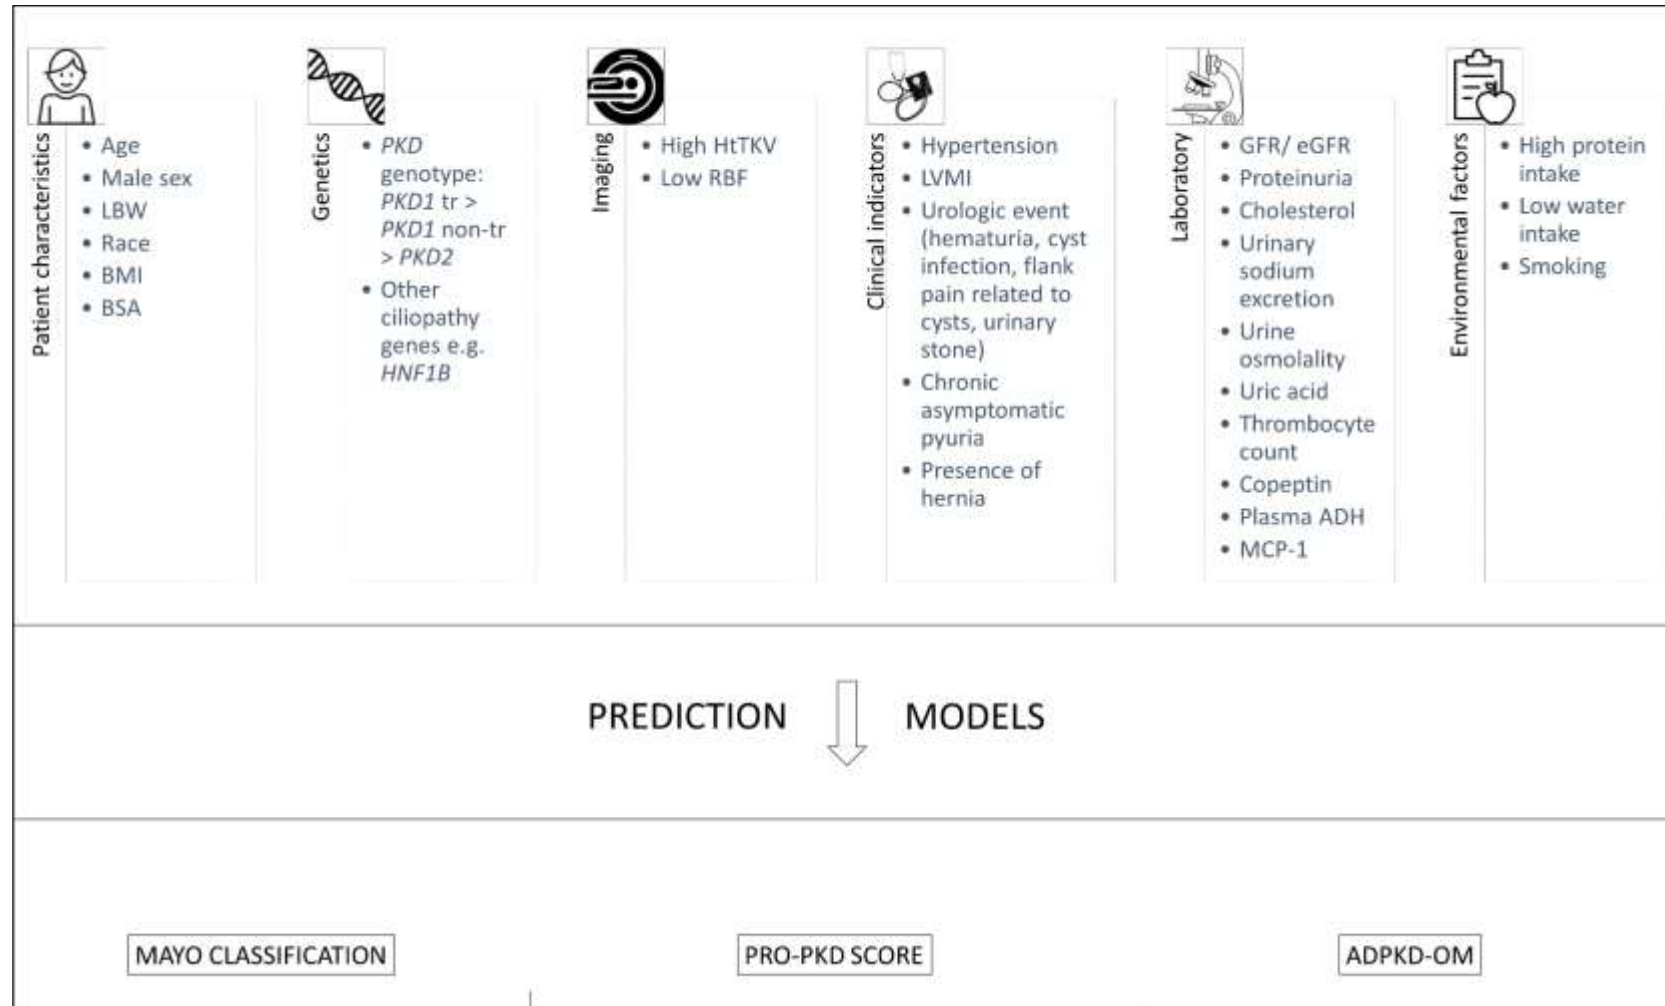 Patient characteristics
• Age
• Male sex
• LBW
• Race
• BMI
• BSA
Genetics
• PKD
genotype:
PKD1 tr >
PKD1 non-tr
> PKD2
• Other
ciliopathy
genes e.g.
HNF1B
Imaging
• High HtTKV
• Low RBF
Clinical indicators
• Hypertension
• LVMI
• Urologic event
(hematuria, cyst
infection, flank
pain related to
cysts, urinary
stone)
• Chronic
asymptomatic
pyuria
• Presence of
hernia
Laboratory
• GFR/ eGFR
• Proteinuria
• Cholesterol
• Urinary
sodium
excretion
• Urine
osmolality
• Uric acid
• Thrombocyte
count
• Copeptin
• Plasma ADH
• MCP-1
Environmental factors
• High protein
intake
• Low water
intake
• Smoking
PREDICTION MODELS
MAYO CLASSIFICATION
PRO-PKD SCORE
ADPKD-OM